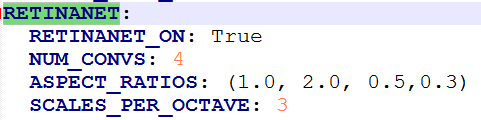 RETINANET:
  RETINANET_ON: True
  NUM_CONVS: 4
  ASPECT_RATIOS: (1.0, 2.0, 0.5,0.3)
  SCALES_PER_OCTAVE: 3